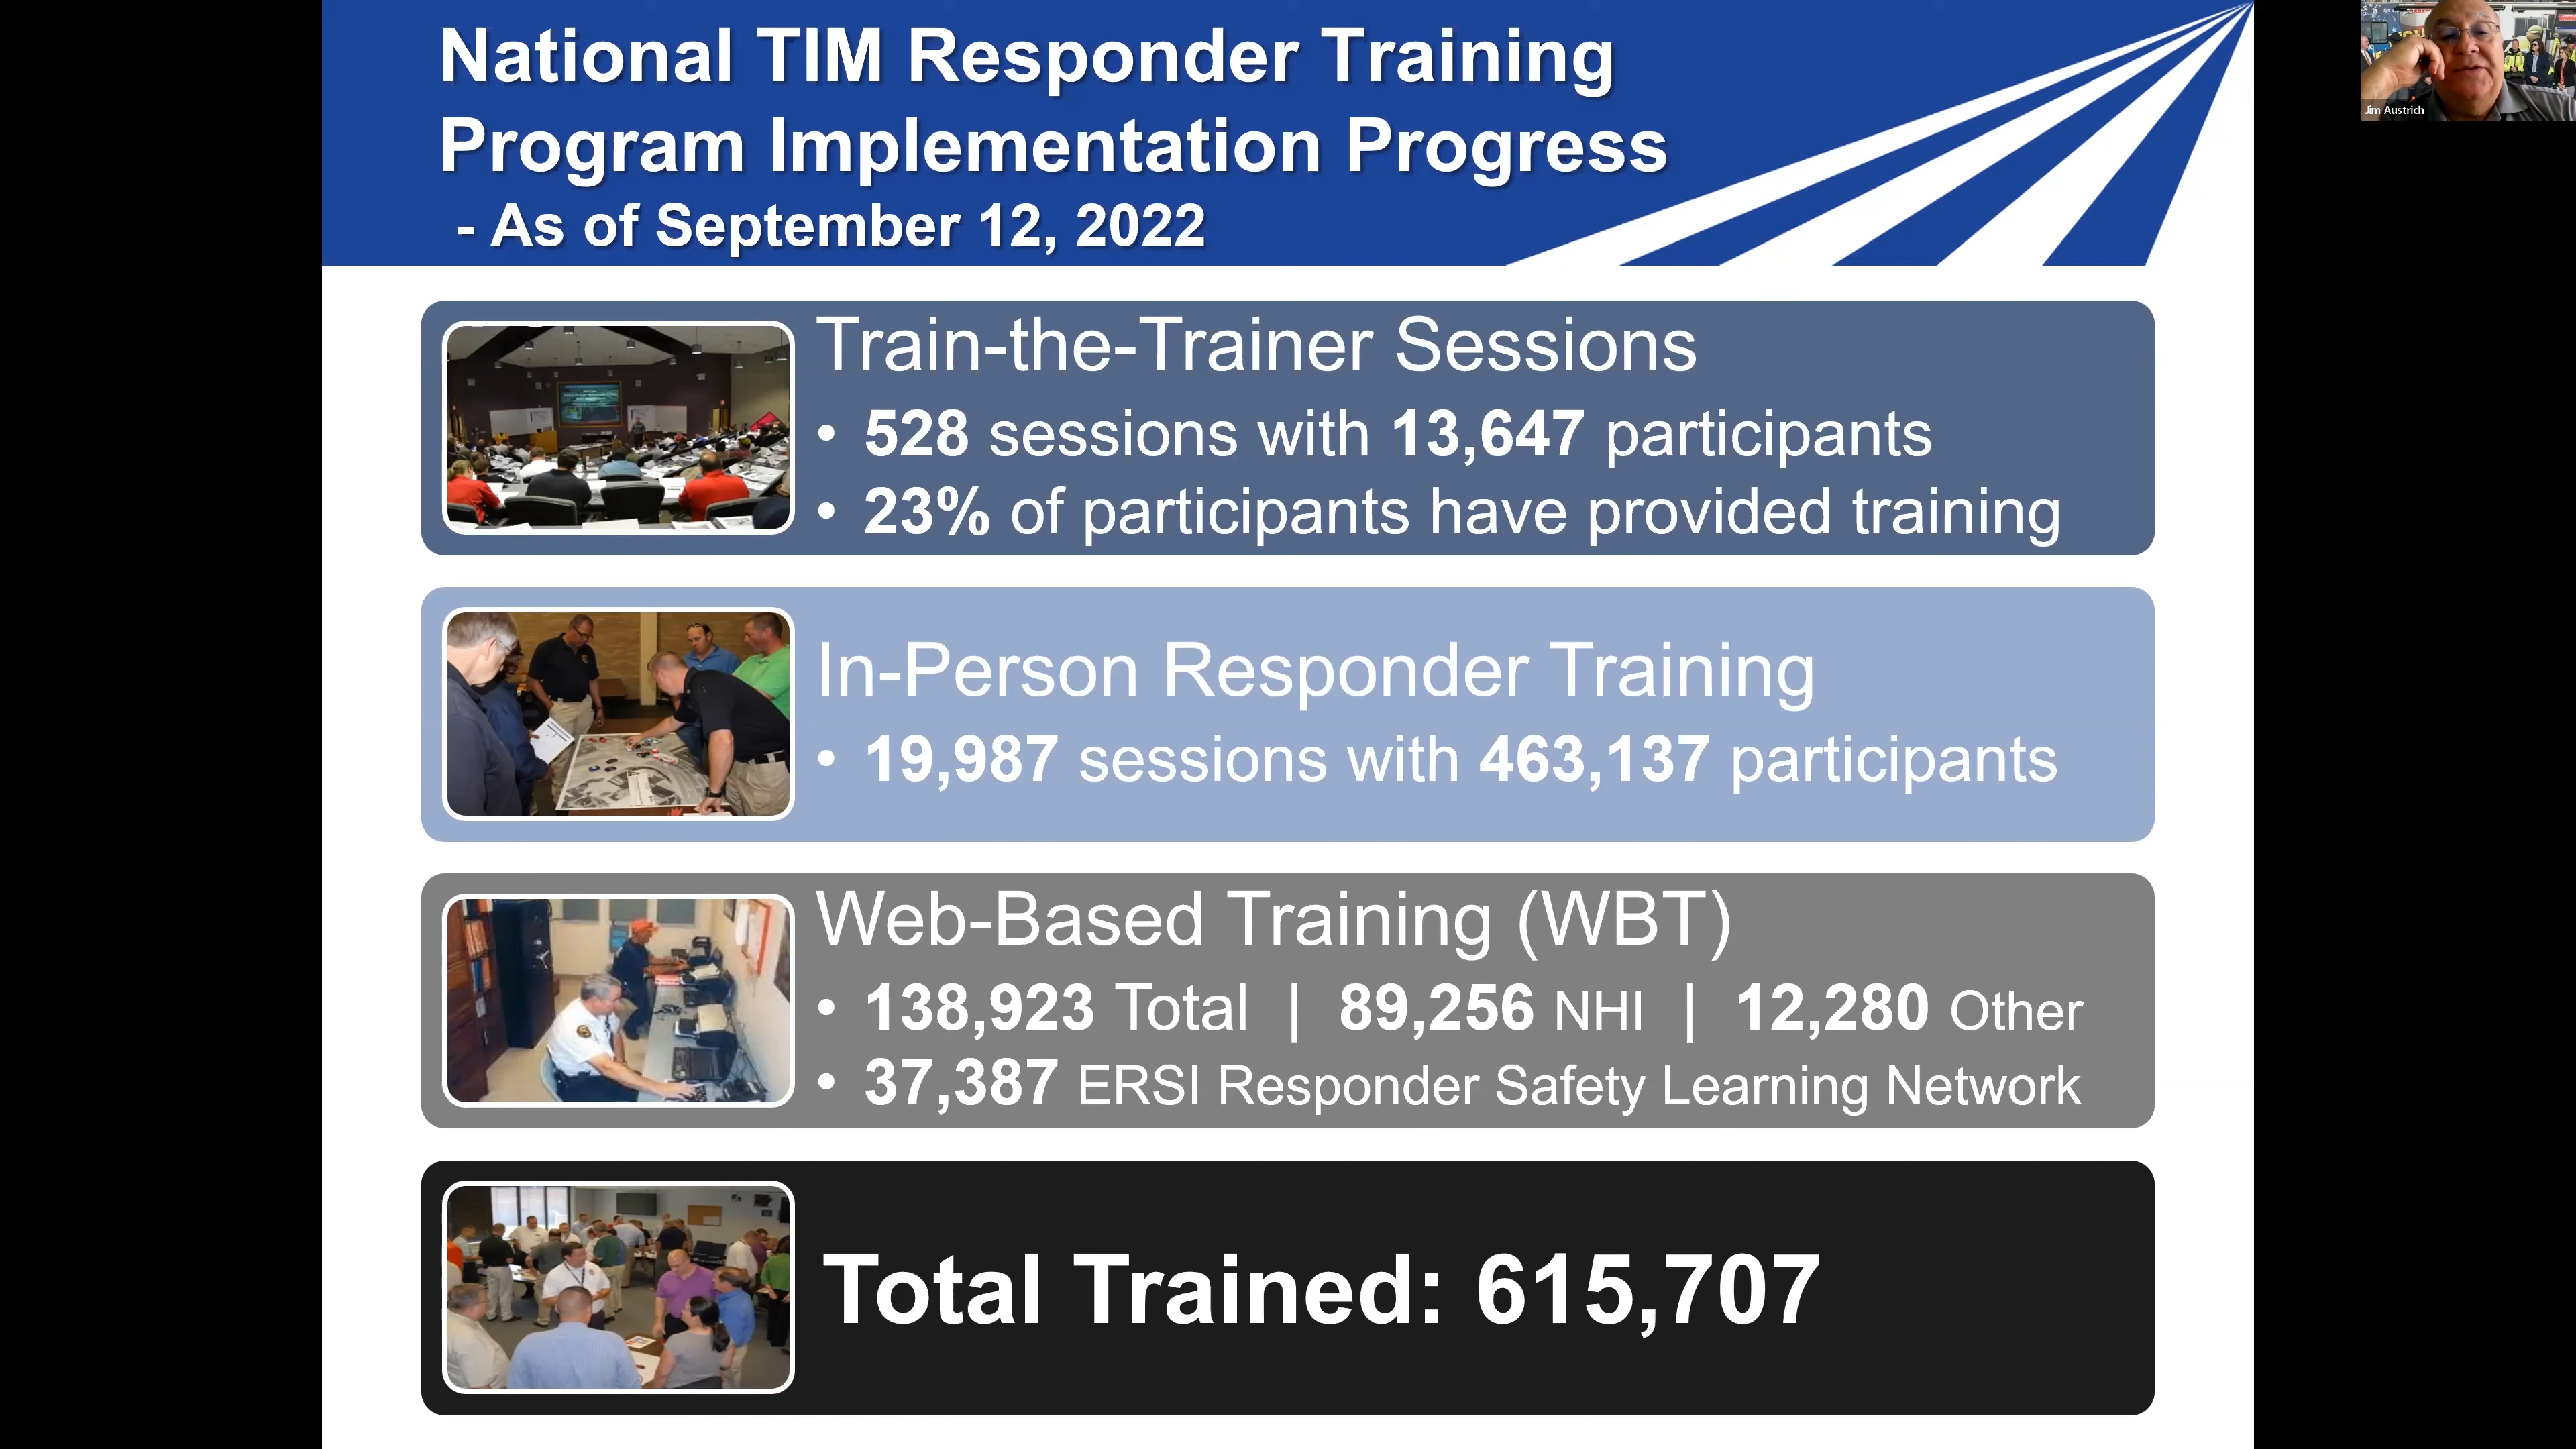 National TIM Responder Training
Program Implementation Progress
- As of September 12, 2022
Jim Austrich
Train-the-Trainer Sessions
• 528 sessions with 13,647 participants
• 23% of participants have provided training
In-Person Responder Training
• 19,987 sessions with 463,137 participants
Web-Based Training (WBT)
• 138,923 Total | 89,256 NHI | 12,280 Other
• 37,387 ERSI Responder Safety Learning Network
Total Trained: 615,707